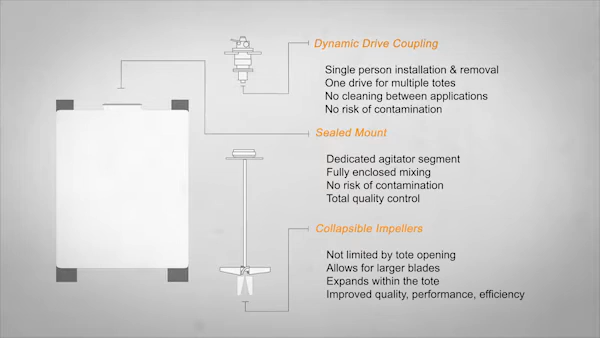 Dynamic Drive Coupling
Single person installation & removal
One drive for multiple totes
No cleaning between applications
No risk of contamination
Sealed Mount
Dedicated agitator segment
Fully enclosed mixing
No risk of contamination
Total quality control
Collapsible Impellers
Not limited by tote opening
Allows for larger blades
Expands within the tote
Improved quality, performance, efficiency